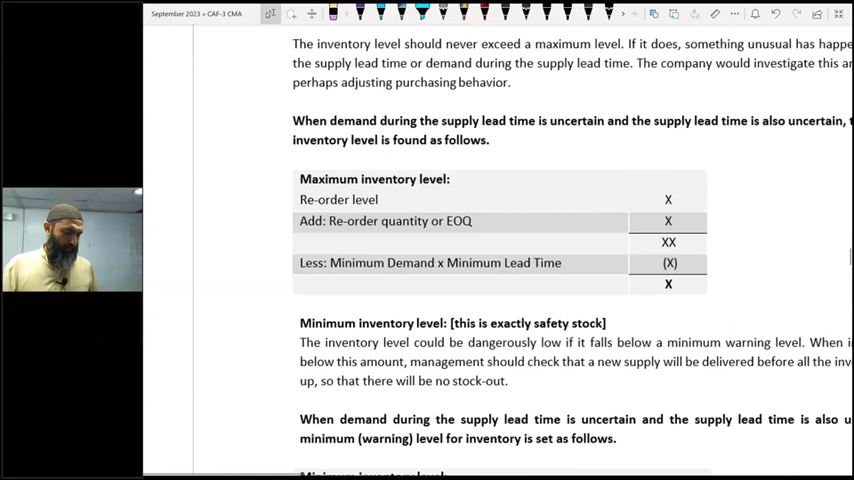 September 2023 » CAF-3 CMA
The inventory level should never exceed a maximum level. If it does, something unusual has happe
the supply lead time or demand during the supply lead time. The company would investigate this an
perhaps adjusting purchasing behavior.
When demand during the supply lead time is uncertain and the supply lead time is also uncertain, t
inventory level is found as follows.
Maximum inventory level:
Re-order level X
Add: Re-order quantity or EOQ X
XX
Less: Minimum Demand x Minimum Lead Time (X)
X
Minimum inventory level: [this is exactly safety stock]
The inventory level could be dangerously low if it falls below a minimum warning level. When i
below this amount, management should check that a new supply will be delivered before all the inv
up, so that there will be no stock-out.
When demand during the supply lead time is uncertain and the supply lead time is also u
minimum (warning) level for inventory is set as follows.
Minimum inventory level: